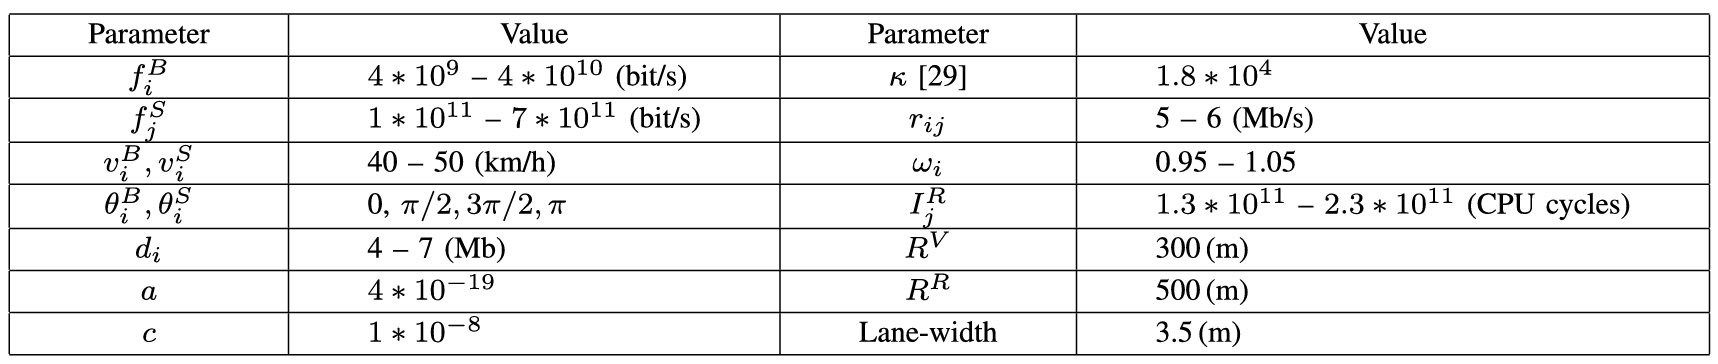 Parameter Value Parameter Value
$f_i^B$ $4 * 10^9 – 4 * 10^{10}$ (bit/s) $\kappa$ [29] $1.8 * 10^4$
$f_j^S$ $1 * 10^{11} – 7 * 10^{11}$ (bit/s) $r_{ij}$ 5 – 6 (Mb/s)
$v_i^B, v_i^S$ 40 – 50 (km/h) $\omega_i$ 0.95 – 1.05
$\theta_i^B, \theta_i^S$ $0, \pi/2, 3\pi/2, \pi$ $I_j^R$ $1.3 * 10^{11} – 2.3 * 10^{11}$ (CPU cycles)
$d_i$ 4 – 7 (Mb) $R^V$ 300 (m)
$a$ $4 * 10^{-19}$ $R^R$ 500 (m)
$c$ $1 * 10^{-8}$ Lane-width 3.5 (m)